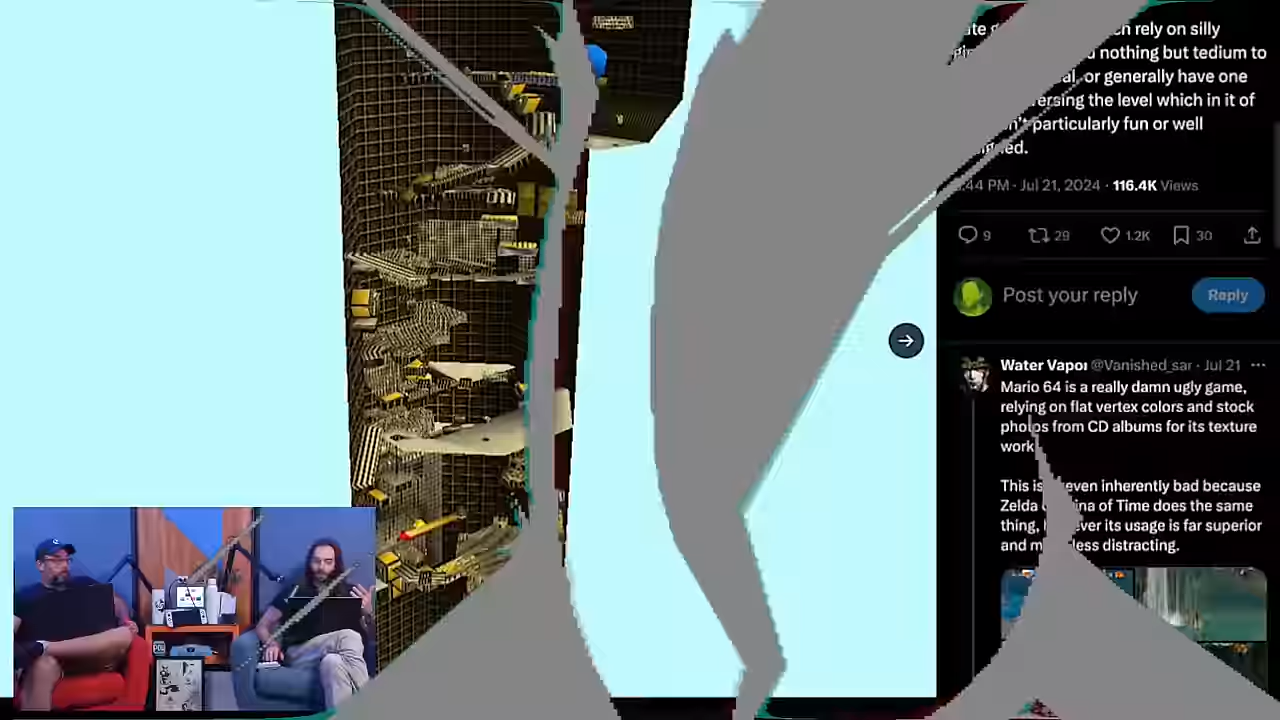 rely on silly
nothing but tedium to
or generally have one
the level which in it of
particularly fun or well
PM · Jul 21, 2024 · 116.4K Views
9 29 1.2K 30
Post your reply Reply
Water Vapor @Vanished_sar · Jul 21 ...
Mario 64 is a really damn ugly game,
relying on flat vertex colors and stock
photos from CD albums for its texture
work
This is even inherently bad because
Zelda of Time does the same
thing, its usage is far superior
and less distracting.